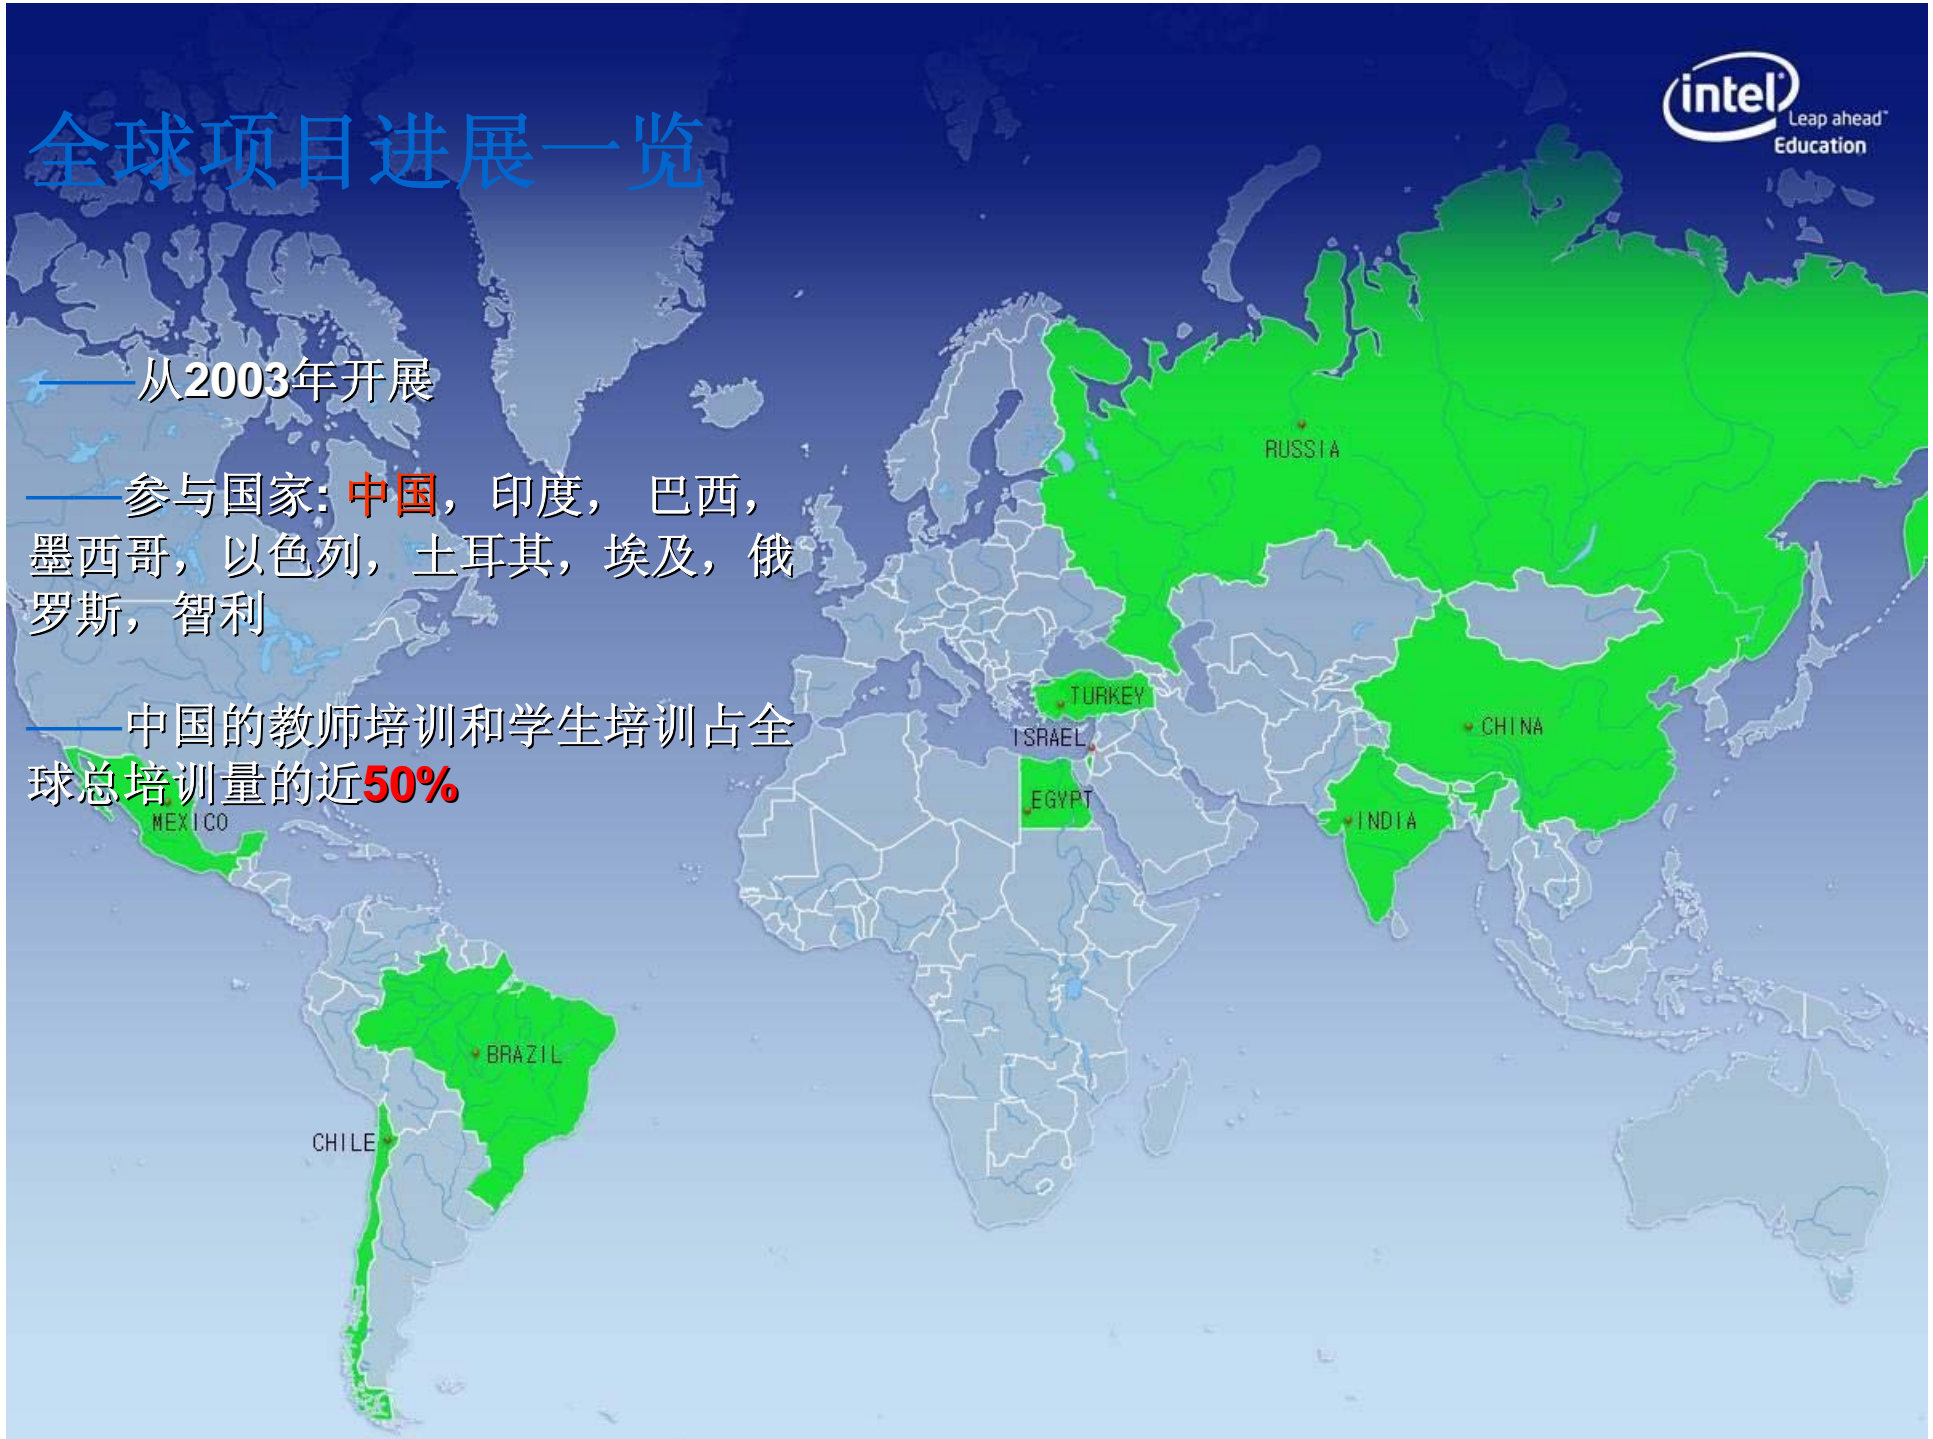 intel
Leap ahead™
Education
全球项目进展一览
——从2003年开展
——参与国家: 中国，印度， 巴西，
墨西哥，以色列，土耳其，埃及，俄
罗斯，智利
——中国的教师培训和学生培训占全
球总培训量的近50%
RUSSIA
TURKEY
ISRAEL
CHINA
EGYPT
INDIA
MEXICO
BRAZIL
CHILE